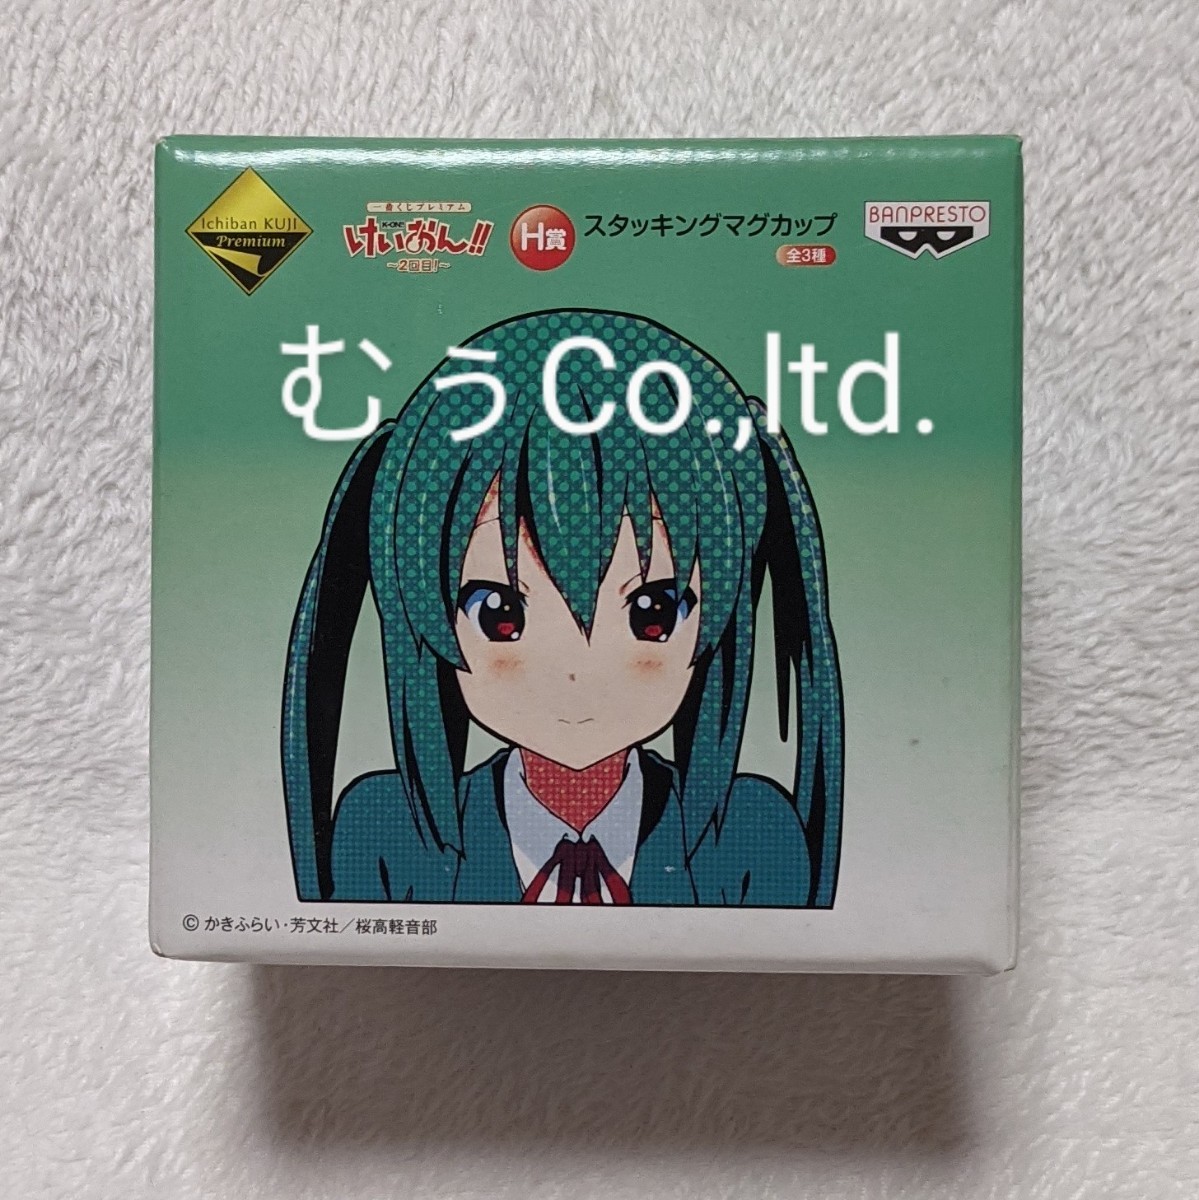 Ichiban KUJI
Premium
一番くじプレミアム
K-ON!!
けいおん!!
~2回目!~
H賞
スタッキングマグカップ
全3種
BANPRESTO
むぅCo.,ltd.
© かきふらい・芳文社/桜高軽音部